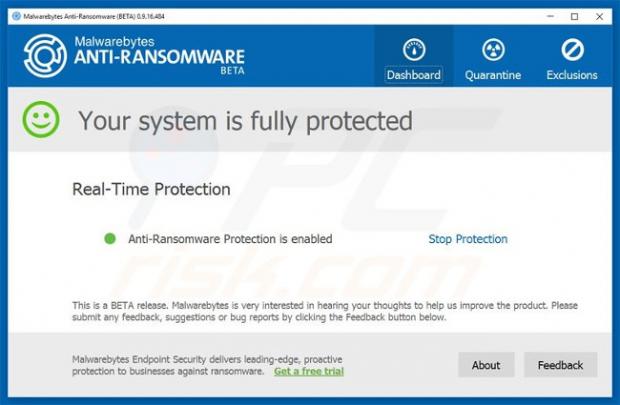 Malwarebytes Anti-Ransomware (BETA) 0.9.16.484
Malwarebytes
ANTI-RANSOMWARE
BETA
Dashboard
Quarantine
Exclusions
Your system is fully protected
PC
risk.com
Real-Time Protection
Anti-Ransomware Protection is enabled
Stop Protection
This is a BETA release. Malwarebytes is very interested in hearing your thoughts to help us improve the product. Please
submit any feedback, suggestions or bug reports by clicking the Feedback button below.
Malwarebytes Endpoint Security delivers leading-edge, proactive
protection to businesses against ransomware. Get a free trial
About
Feedback